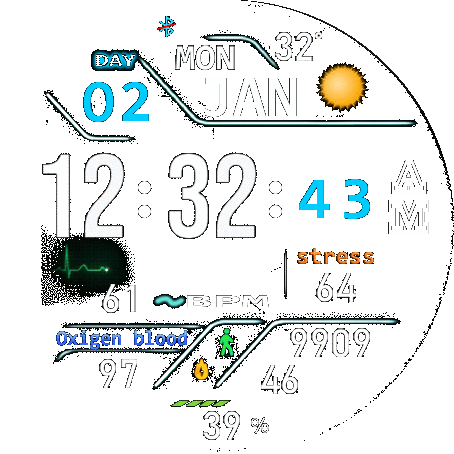 MON 32°
DAY
02 JAN
12:32:43 AM
stress
61 BPM 64
Oxigen blood 9909
97 46
39 %